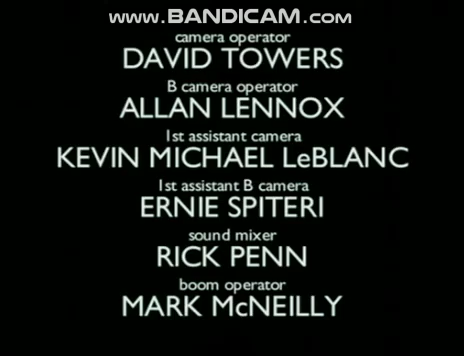 www.BANDICAM.com
camera operator
DAVID TOWERS
B camera operator
ALLAN LENNOX
1st assistant camera
KEVIN MICHAEL LeBLANC
1st assistant B camera
ERNIE SPITERI
sound mixer
RICK PENN
boom operator
MARK McNEILLY